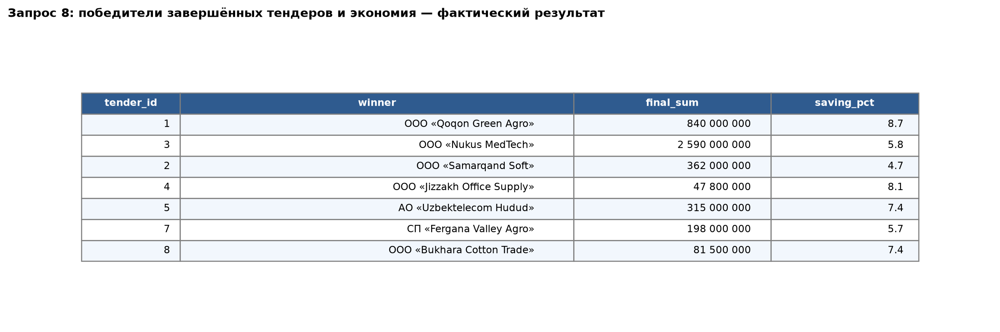 Запрос 8: победители завершённых тендеров и экономия — фактический результат
tender_id winner final_sum saving_pct
1 ООО «Qoqon Green Agro» 840 000 000 8.7
3 ООО «Nukus MedTech» 2 590 000 000 5.8
2 ООО «Samarqand Soft» 362 000 000 4.7
4 ООО «Jizzakh Office Supply» 47 800 000 8.1
5 АО «Uzbektelecom Hudud» 315 000 000 7.4
7 СП «Fergana Valley Agro» 198 000 000 5.7
8 ООО «Bukhara Cotton Trade» 81 500 000 7.4